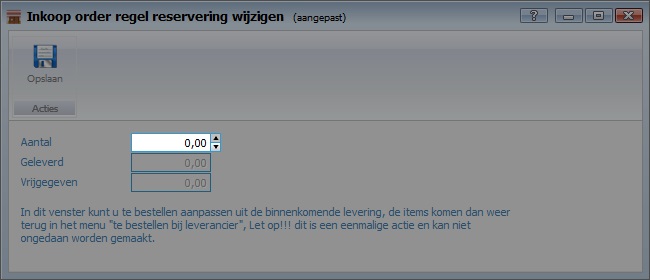 Inkoop order regel reservering wijzigen (aangepast)
?
Opslaan
Acties
Aantal 0,00
Geleverd 0,00
Vrijgegeven 0,00
In dit venster kunt u te bestellen aanpassen uit de binnenkomende levering, de items komen dan weer
terug in het menu "te bestellen bij leverancier", Let op!!! dit is een eenmalige actie en kan niet
ongedaan worden gemaakt.